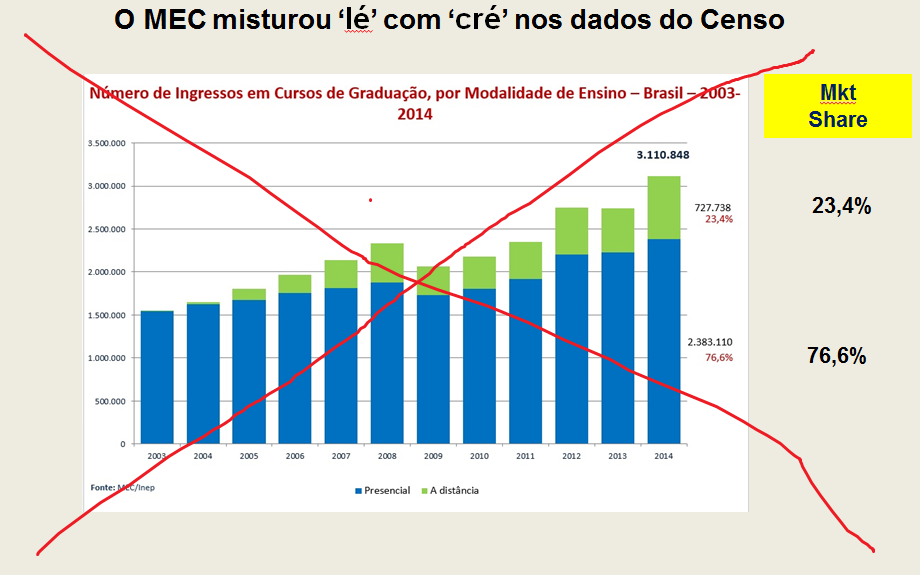 O MEC misturou ‘lé’ com ‘cré’ nos dados do Censo
Número de Ingressos em Cursos de Graduação, por Modalidade de Ensino – Brasil – 2003-
2014
Mkt
Share
3.500.000
3.000.000
2.500.000
2.000.000
1.500.000
1.000.000
500.000
0
3.110.848
727.738
23,4%
23,4%
2.383.110
76,6%
76,6%
2003 2004 2005 2006 2007 2008 2009 2010 2011 2012 2013 2014
Fonte: MEC/Inep
Presencial A distância